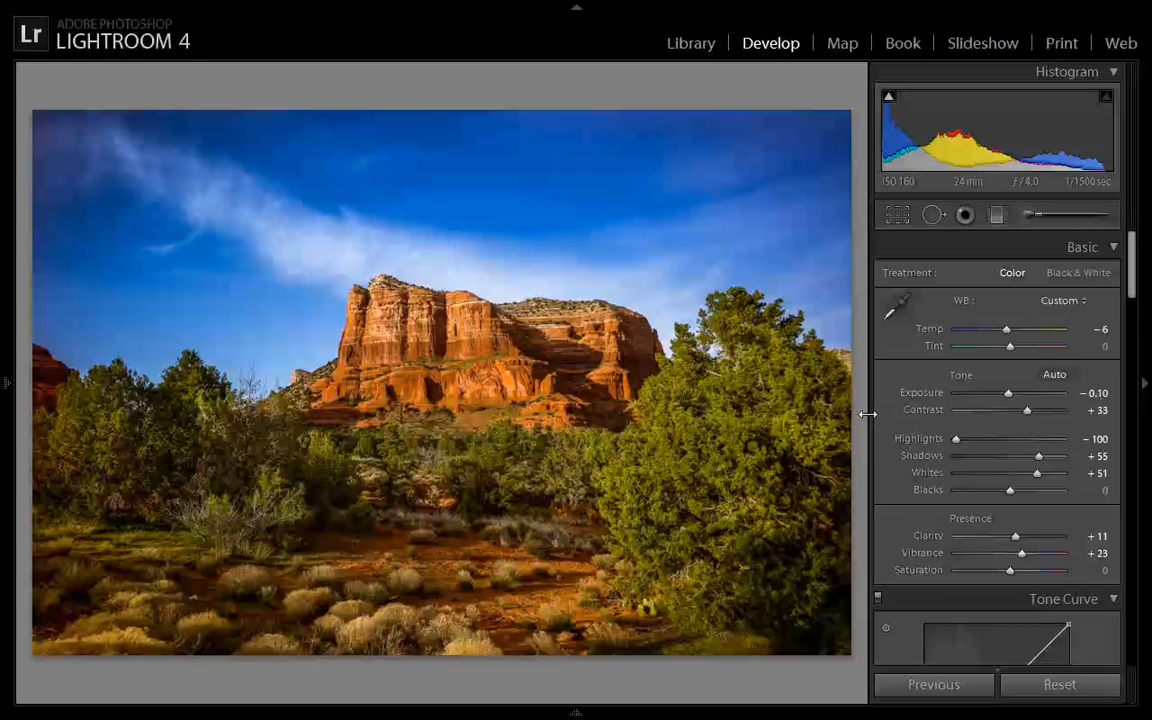 Lr
ADOBE PHOTOSHOP
LIGHTROOM 4
Library Develop Map Book Slideshow Print Web
Histogram
ISO 160 24 mm ƒ / 4.0 1/1500 sec
Basic
Treatment : Color Black & White
WB : Custom
Temp − 6
Tint 0
Tone Auto
Exposure − 0.10
Contrast + 33
Highlights − 100
Shadows + 55
Whites + 51
Blacks 0
Presence
Clarity + 11
Vibrance + 23
Saturation 0
Tone Curve
Previous Reset